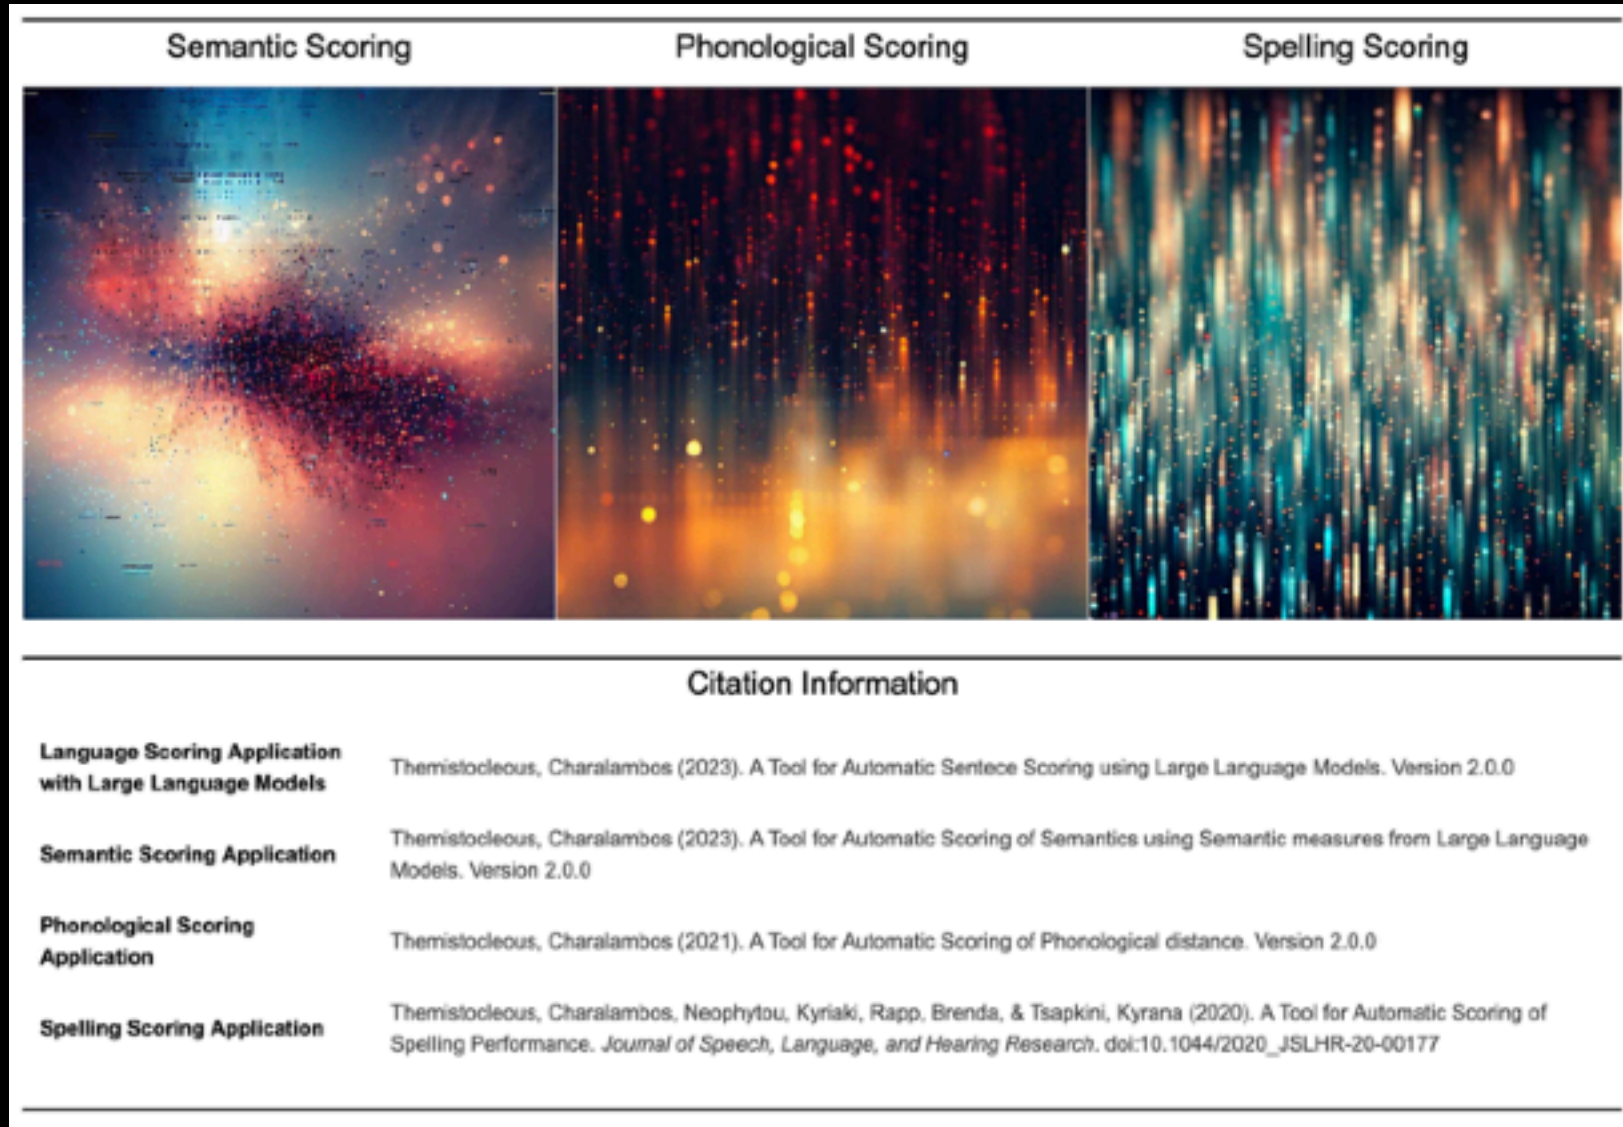 Semantic Scoring
Phonological Scoring
Spelling Scoring
Citation Information
Language Scoring Application
with Large Language Models
Themistocleous, Charalambos (2023). A Tool for Automatic Sentece Scoring using Large Language Models. Version 2.0.0
Semantic Scoring Application
Themistocleous, Charalambos (2023). A Tool for Automatic Scoring of Semantics using Semantic measures from Large Language
Models. Version 2.0.0
Phonological Scoring
Application
Themistocleous, Charalambos (2021). A Tool for Automatic Scoring of Phonological distance. Version 2.0.0
Spelling Scoring Application
Themistocleous, Charalambos, Neophytou, Kyriaki, Rapp, Brenda, & Tsapkini, Kyrana (2020). A Tool for Automatic Scoring of
Spelling Performance. Journal of Speech, Language, and Hearing Research. doi:10.1044/2020_JSLHR-20-00177